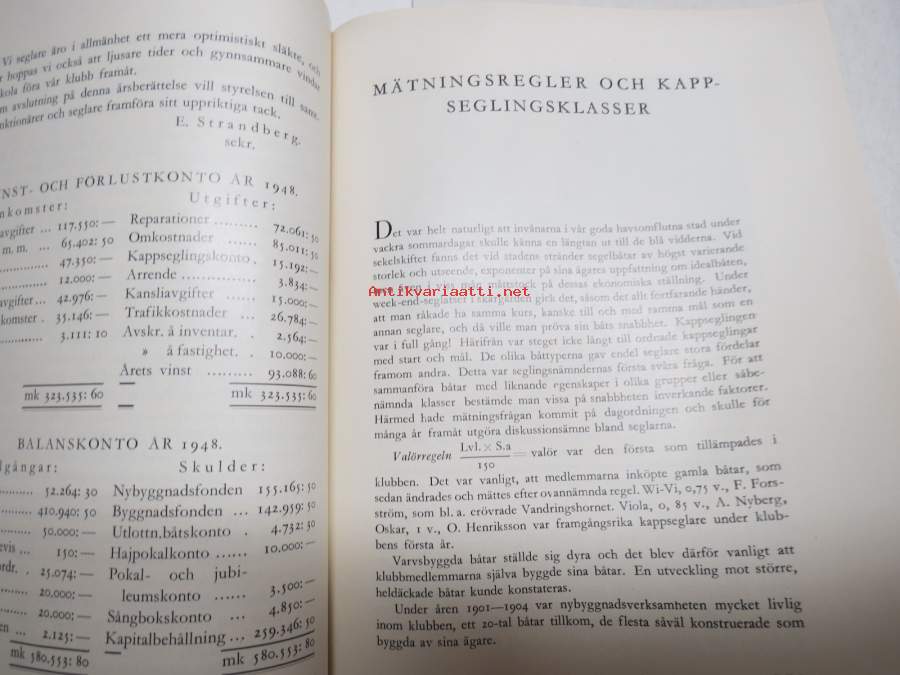 Vi seglare äro i allmänhet ett mera optimistiskt släkte, och
hoppas vi också att ljusare tider och gynnsammare vindar
skola föra vår klubb framåt.
avslutning på denna årsberättelse vill styrelsen till sam-
funktionärer och seglare framföra sitt uppriktiga tack.
E. Strandberg.
sekr.
NST- OCH FÖRLUSTKONTO ÅR 1948.
nkomster: Utgifter:
avgifter ... 117.550:— Reparationer ......... 72.061:50
m. m. ... 65.402:50 Omkostnader ...... 85.011:50
47.350:— Kappseglingskonto. 15.192:—
12.000:— Arrende ............. 3.834:—
avgifter ... 42.976:— Kansliavgifter ...... 15.000:—
komster . 35.146:— Trafikkostnader ... 26.784:—
3.111:10 Avskr. å inventar. . 2.564:—
» å fastighet. . 10.000:—
Årets vinst ......... 93.088:60
mk 323.535:60 mk 323.535:60
BALANSKONTO ÅR 1948.
lgångar: Skulder:
52.264:30 Nybyggnadsfonden 155.165:50
410.940:50 Byggnadsfonden ... 142.959:50
50.000:— Utlottn.båtskonto . 4.732:50
evis ... 150:— Hajpokalkonto ...... 10.000:—
ordr. . 25.074:— Pokal- och jubi-
20.000:— leumskonto ...... 3.500:—
20.000:— Sångbokskonto .... 4.850:—
en ... 2.125:— Kapitalbehållning ... 259.346:50
mk 580.553:80 mk 580.553:80
MÄTNINGSREGLER OCH KAPP-
SEGLINGSKLASSER
Det var helt naturligt att invånarna i vår goda havsomflutna stad under
vackra sommardagar skulle känna en längtan ut till de blå vidderna. Vid
sekelskiftet fanns det vid stadens stränder segelbåtar av högst varierande
storlek och utseende, exponenter på sina ägares uppfattning om idealbåten,
men även i viss mån måttstock på dessas ekonomiska ställning. Under
week-end-seglatser i skärgården gick det, såsom det allt fortfarande händer,
att man råkade ha samma kurs, kanske till och med samma mål som en
annan seglare, och då ville man pröva sin båts snabbhet. Kappseglingen
var i full gång! Härifrån var steget icke långt till ordnade kappseglingar
med start och mål. De olika båttyperna gav endel seglare stora fördelar
framom andra. Detta var seglingsnämndernas första svåra fråga. För att
sammanföra båtar med liknande egenskaper i olika grupper eller såbe-
nämnda klasser bestämde man vissa på snabbheten inverkande faktorer.
Härmed hade mätningsfrågan kommit på dagordningen och skulle för
många år framåt utgöra diskussionsämne bland seglarna.
Valörregeln Lvl. × S.a / 150 = valör var den första som tillämpades i
klubben. Det var vanligt, att medlemmarna inköpte gamla båtar, som
sedan ändrades och mättes efter ovannämnda regel. Wi-Vi, 0,75 v., F. Fors-
ström, som bl. a. erövrade Vandringshornet. Viola, 0, 85 v., A. Nyberg,
Oskar, 1 v., O. Henriksson var framgångsrika kappseglare under klub-
bens första år.
Varvsbyggda båtar ställde sig dyra och det blev därför vanligt att
klubbmedlemmarna själva byggde sina båtar. En utveckling mot större,
heldäckade båtar kunde konstateras.
Under åren 1901—1904 var nybyggnadsverksamheten mycket livlig
inom klubben, ett 20-tal båtar tillkom, de flesta såväl konstruerade som
byggda av sina ägare.
Antikvariaatti.net